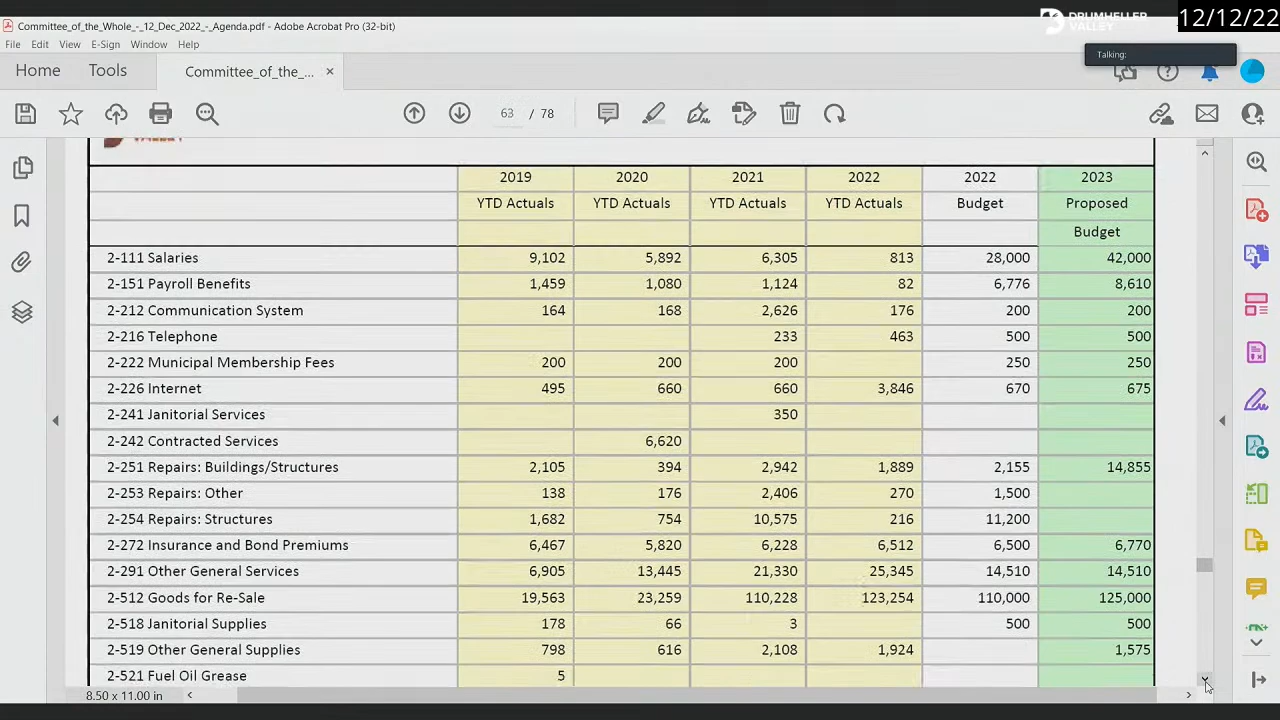 Committee_of_the_Whole_-_12_Dec_2022_-_Agenda.pdf - Adobe Acrobat Pro (32-bit)
DRUMHELLER VALLEY
12/12/22
File Edit View E-Sign Window Help
Talking:
Home Tools Committee_of_the_... ×
63 / 78
VALLEY
2019 2020 2021 2022 2022 2023
YTD Actuals YTD Actuals YTD Actuals YTD Actuals Budget Proposed
Budget
2-111 Salaries 9,102 5,892 6,305 813 28,000 42,000
2-151 Payroll Benefits 1,459 1,080 1,124 82 6,776 8,610
2-212 Communication System 164 168 2,626 176 200 200
2-216 Telephone 233 463 500 500
2-222 Municipal Membership Fees 200 200 200 250 250
2-226 Internet 495 660 660 3,846 670 675
2-241 Janitorial Services 350
2-242 Contracted Services 6,620
2-251 Repairs: Buildings/Structures 2,105 394 2,942 1,889 2,155 14,855
2-253 Repairs: Other 138 176 2,406 270 1,500
2-254 Repairs: Structures 1,682 754 10,575 216 11,200
2-272 Insurance and Bond Premiums 6,467 5,820 6,228 6,512 6,500 6,770
2-291 Other General Services 6,905 13,445 21,330 25,345 14,510 14,510
2-512 Goods for Re-Sale 19,563 23,259 110,228 123,254 110,000 125,000
2-518 Janitorial Supplies 178 66 3 500 500
2-519 Other General Supplies 798 616 2,108 1,924 1,575
2-521 Fuel Oil Grease 5
8.50 x 11.00 in